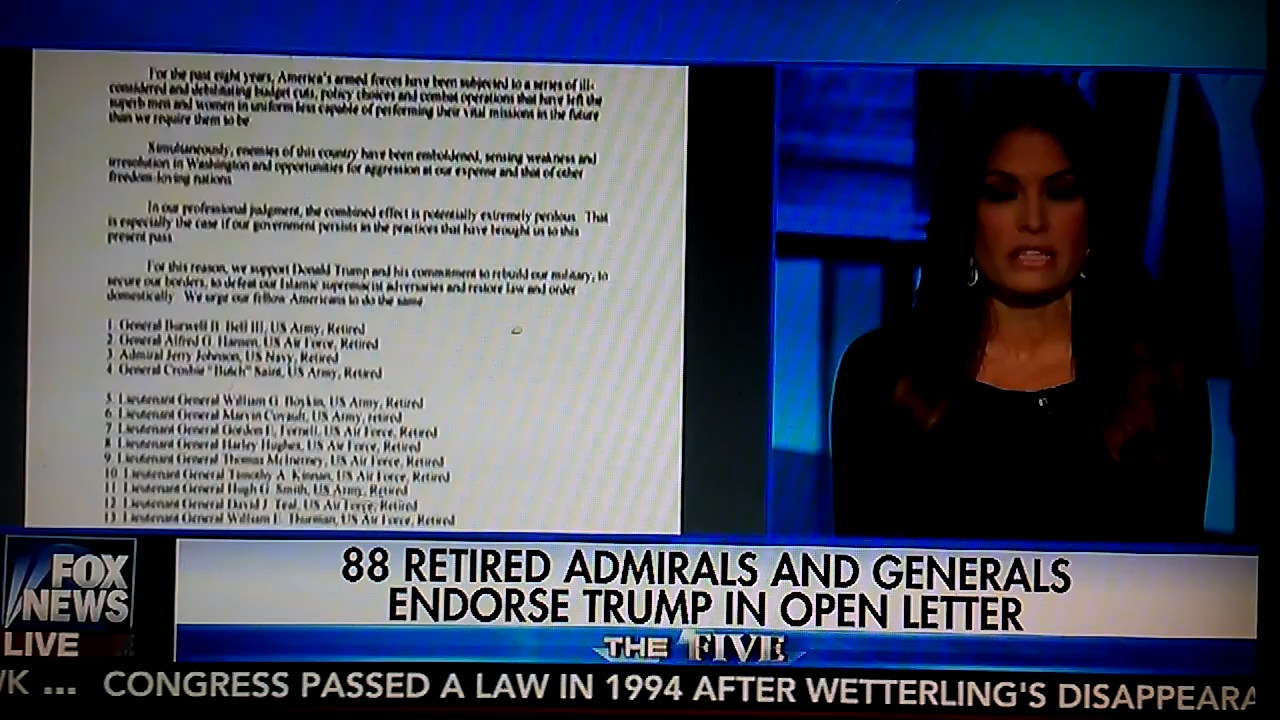 For the past eight years, America's armed forces have been subjected to a series of ill-
considered and debilitating budget cuts, policy choices and combat operations that have left the
superb men and women in uniform less capable of performing their vital missions in the future
than we require them to be.
Simultaneously, enemies of this country have been emboldened, sensing weakness and
irresolution in Washington and opportunities for aggression at our expense and that of other
freedom-loving nations.
In our professional judgment, the combined effect is potentially extremely perilous. That
is especially the case if our government persists in the practices that have brought us to this
present pass.
For this reason, we support Donald Trump and his commitment to rebuild our military, to
secure our borders, to defeat our Islamic supremacist adversaries and restore law and order
domestically. We urge our fellow Americans to do the same.
1. General Burwell B. Bell III, US Army, Retired
2. General Alfred G. Hansen, US Air Force, Retired
3. Admiral Jerry Johnson, US Navy, Retired
4. General Crosbie "Butch" Saint, US Army, Retired
5. Lieutenant General William G. Boykin, US Army, Retired
6. Lieutenant General Marvin Covault, US Army, retired
7. Lieutenant General Gordon E. Fornell, US Air Force, Retired
8. Lieutenant General Harley Hughes, US Air Force, Retired
9. Lieutenant General Thomas McInerney, US Air Force, Retired
10. Lieutenant General Timothy A. Kinnan, US Air Force, Retired
11. Lieutenant General Hugh G. Smith, US Army, Retired
12. Lieutenant General David J. Teal, US Air Force, Retired
13. Lieutenant General William E. Thurman, US Air Force, Retired
FOX
NEWS
LIVE
88 RETIRED ADMIRALS AND GENERALS
ENDORSE TRUMP IN OPEN LETTER
THE FIVE
K ... CONGRESS PASSED A LAW IN 1994 AFTER WETTERLING'S DISAPPEARA